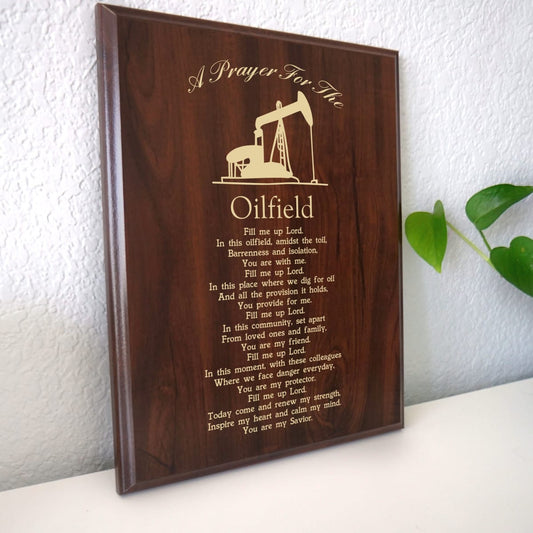 A Prayer For The
Oilfield
Fill me up Lord.
In this oilfield, amidst the toil,
Barrenness and isolation,
You are with me.
Fill me up Lord.
In this place where we dig for oil
And all the provision it holds,
You provide for me.
Fill me up Lord.
In this community, set apart
From loved ones and family,
You are my friend.
Fill me up Lord.
In this moment, with these colleagues
Where we face danger everyday,
You are my protector.
Fill me up Lord.
Today come and renew my strength,
Inspire my heart and calm my mind.
You are my Savior.